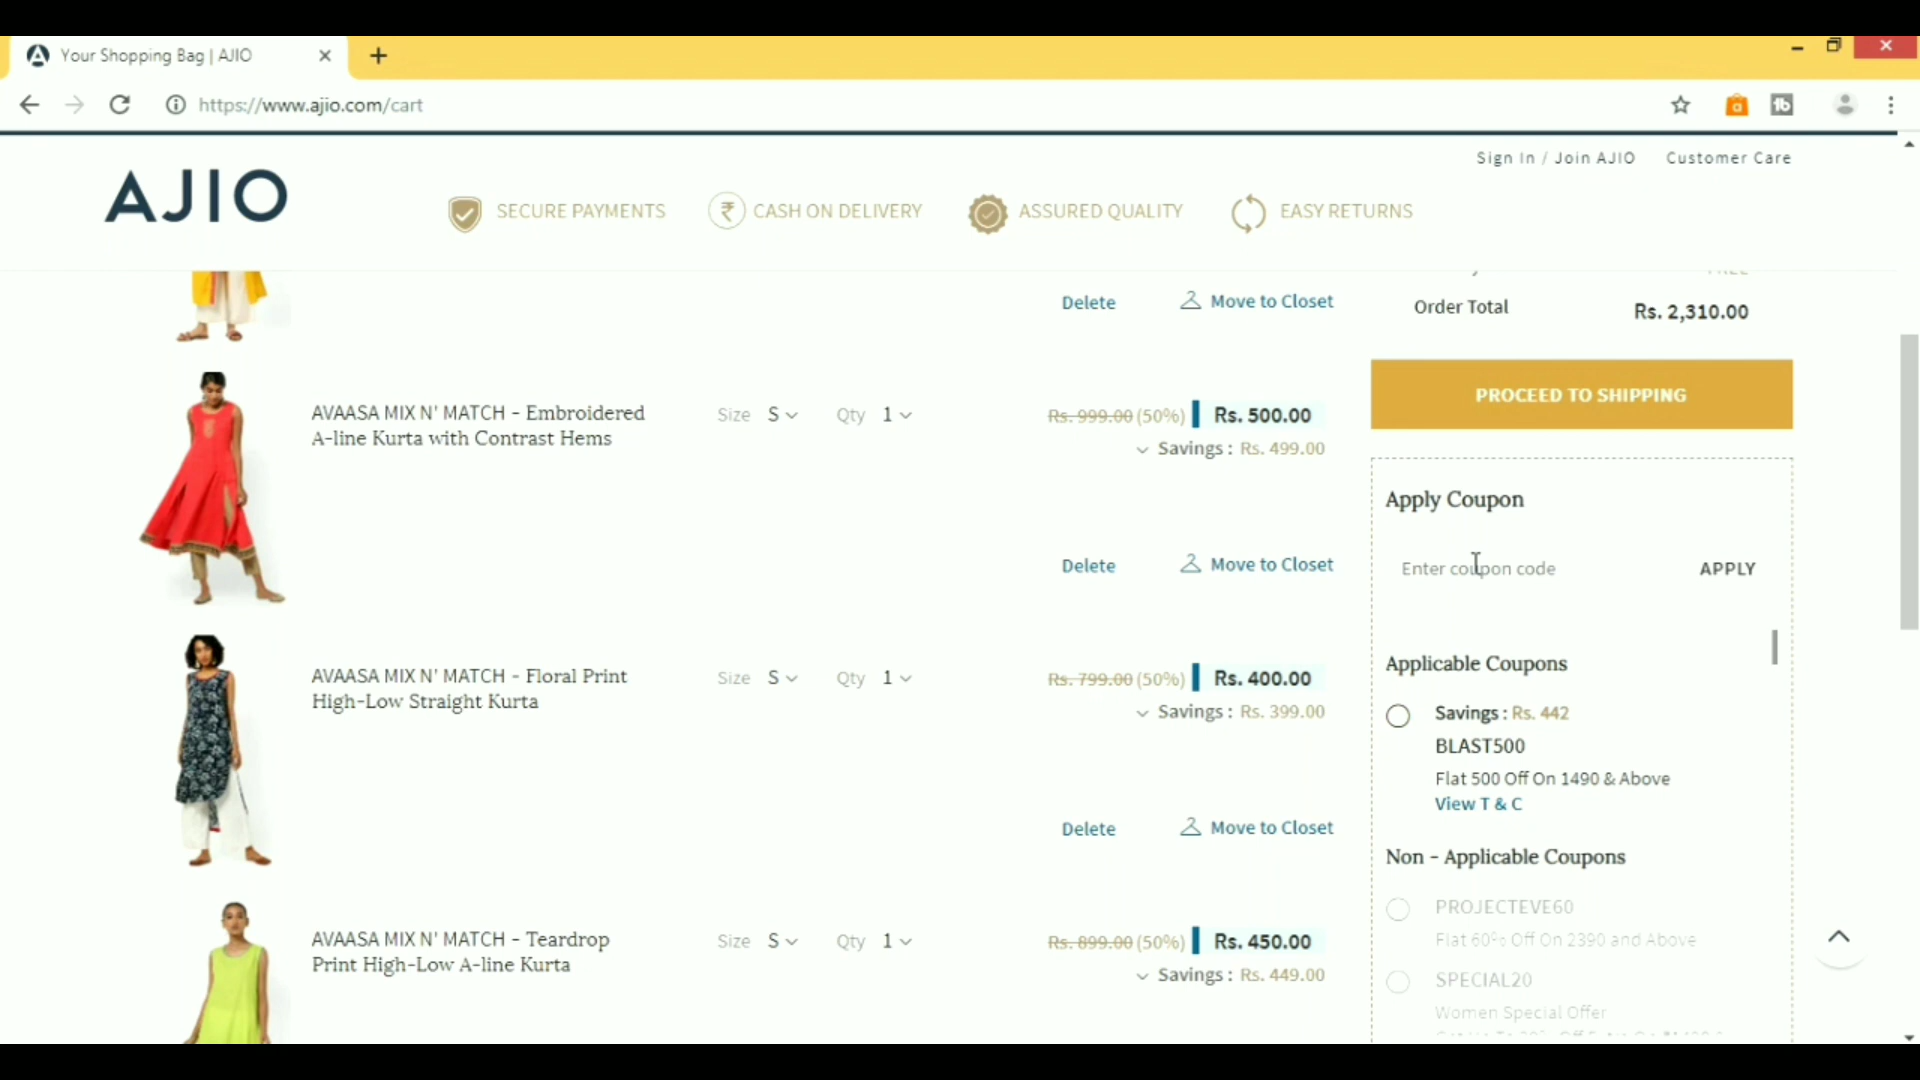 Your Shopping Bag | AJIO
https://www.ajio.com/cart
Sign In / Join AJIO Customer Care
AJIO
SECURE PAYMENTS CASH ON DELIVERY ASSURED QUALITY EASY RETURNS
Delete Move to Closet
Order Total Rs. 2,310.00
PROCEED TO SHIPPING
AVAASA MIX N' MATCH - Embroidered
A-line Kurta with Contrast Hems
Size S Qty 1
Rs. 999.00 (50%) Rs. 500.00
Savings : Rs. 499.00
Delete Move to Closet
AVAASA MIX N' MATCH - Floral Print
High-Low Straight Kurta
Size S Qty 1
Rs. 799.00 (50%) Rs. 400.00
Savings : Rs. 399.00
Delete Move to Closet
AVAASA MIX N' MATCH - Teardrop
Print High-Low A-line Kurta
Size S Qty 1
Rs. 899.00 (50%) Rs. 450.00
Savings : Rs. 449.00
Apply Coupon
Enter coupon code APPLY
Applicable Coupons
Savings : Rs. 442
BLAST500
Flat 500 Off On 1490 & Above
View T & C
Non - Applicable Coupons
PROJECTEVE60
Flat 60% Off On 2390 and Above
SPECIAL20
Women Special Offer